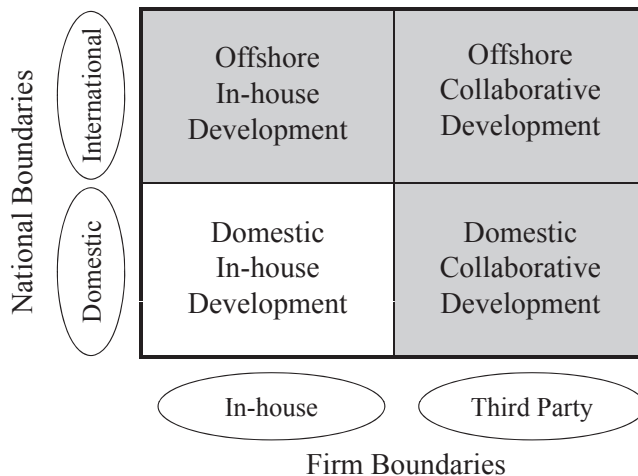 National Boundaries
International
Domestic
Offshore
In-house
Development
Offshore
Collaborative
Development
Domestic
In-house
Development
Domestic
Collaborative
Development
In-house
Third Party
Firm Boundaries